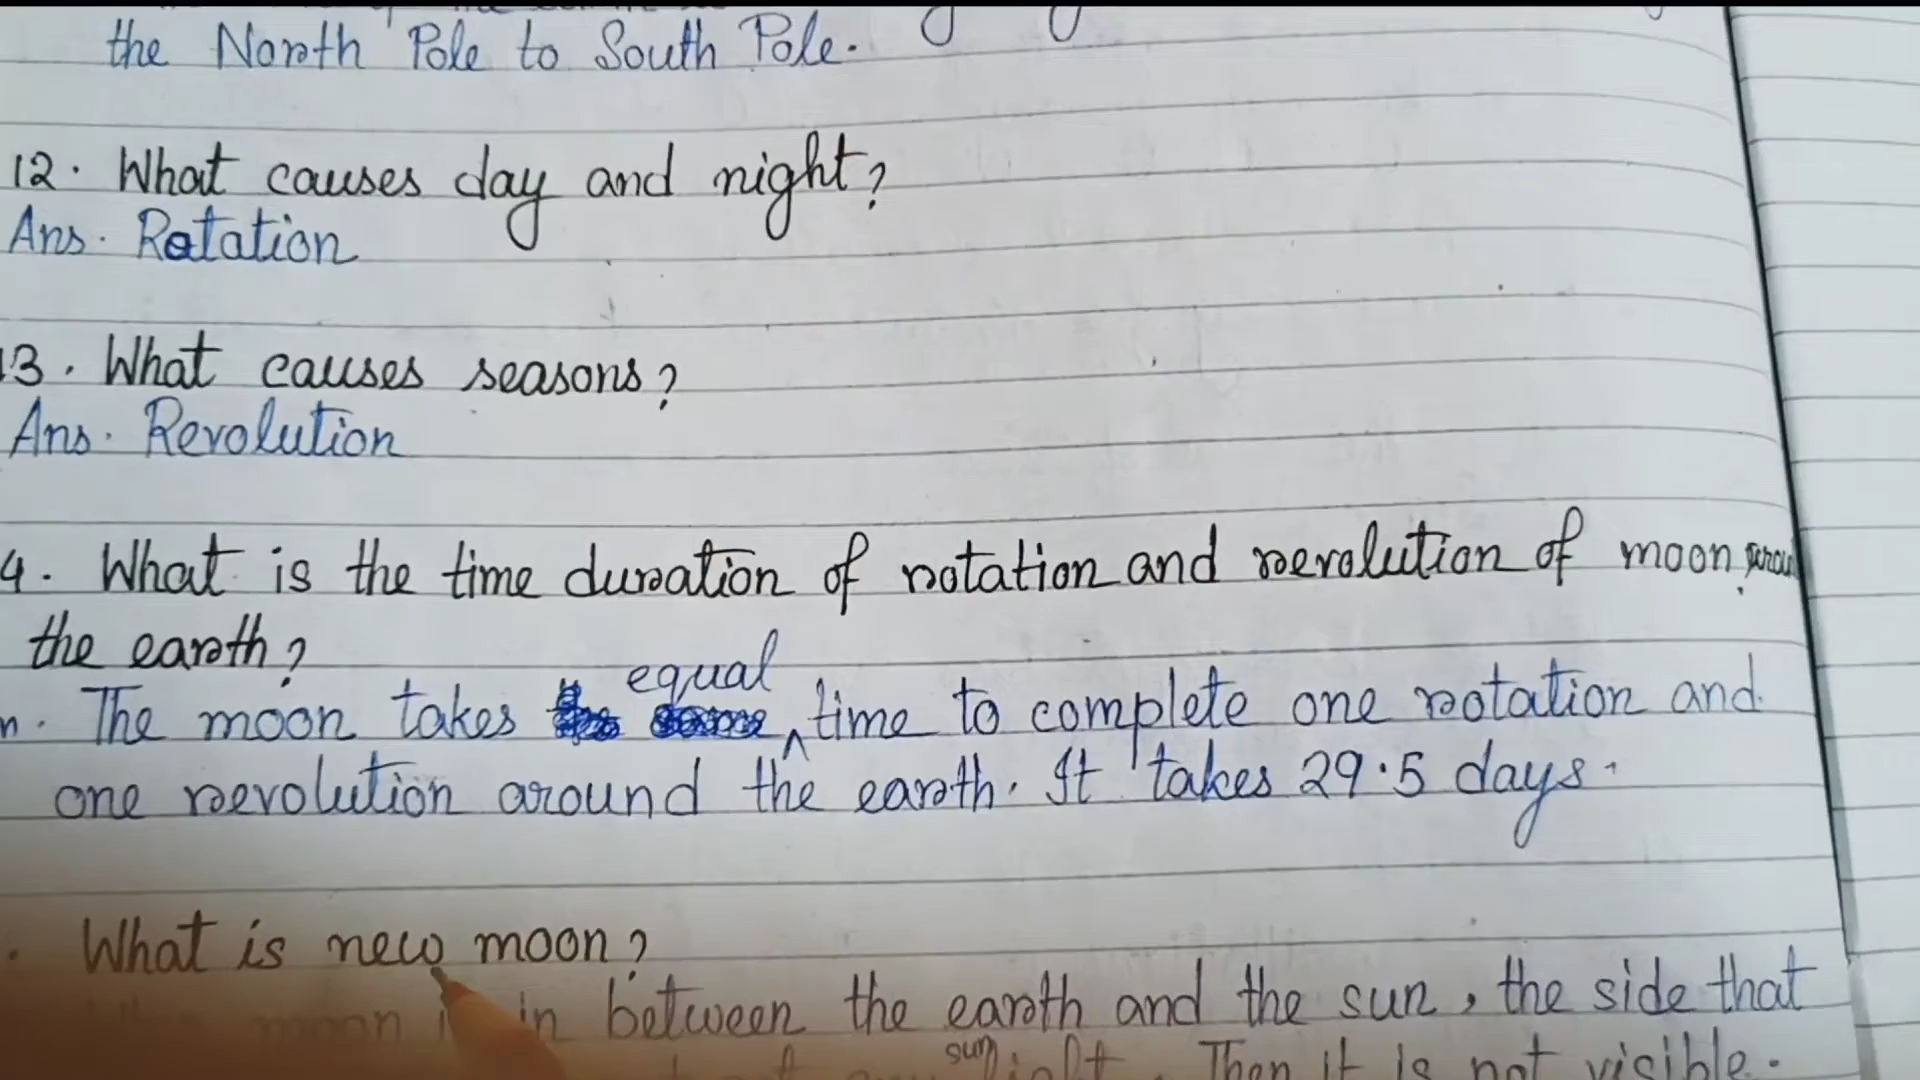 the North Pole to South Pole.
12. What causes day and night?
Ans. Rotation
13. What causes seasons?
Ans. Revolution
4. What is the time duration of rotation and revolution of moon
the earth?
equal
n. The moon takes time to complete one rotation and
one revolution around the earth. It takes 29.5 days.
. What is new moon?
moon in between the earth and the sun, the side that
sun
light. Then it is not visible.